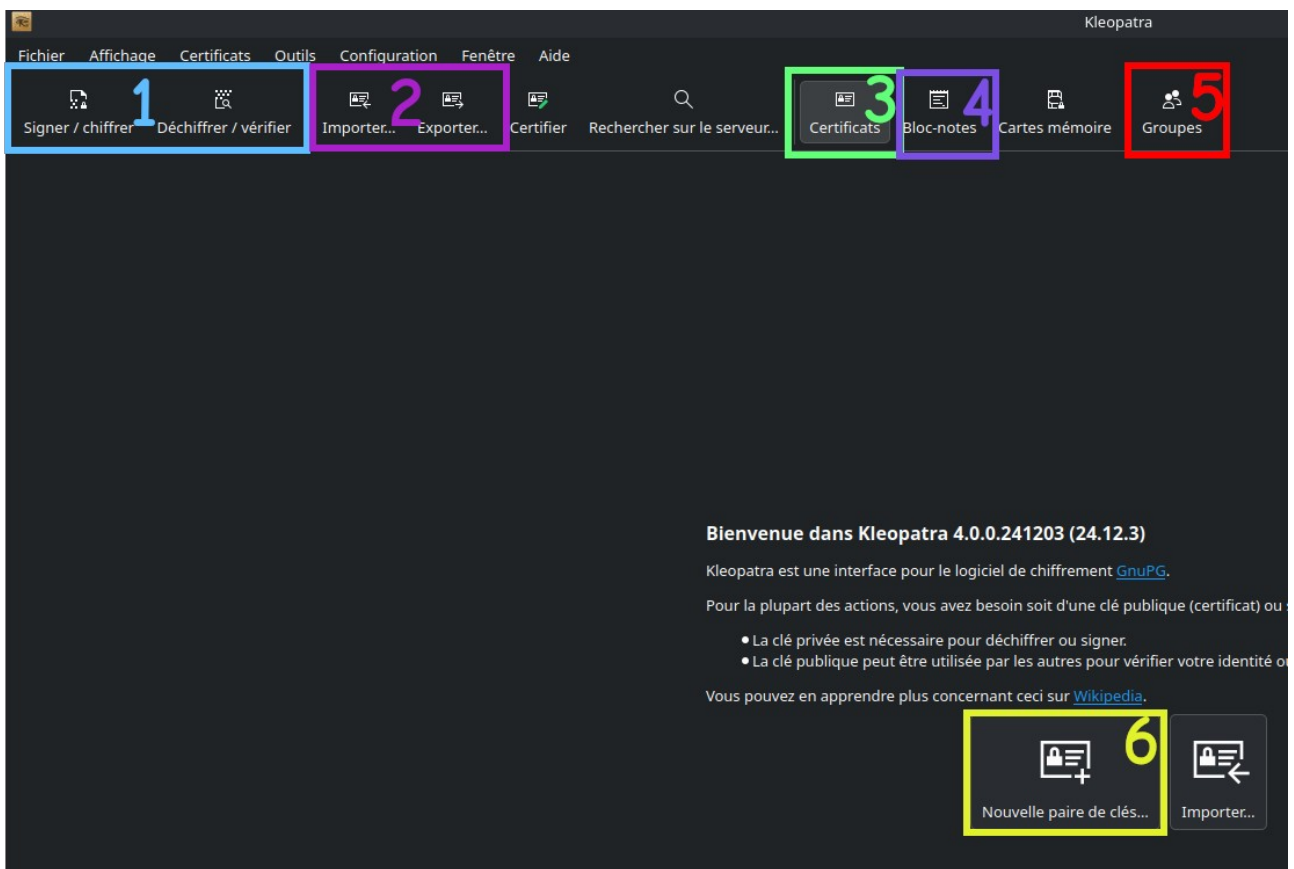 Kleopatra
Fichier Affichage Certificats Outils Configuration Fenêtre Aide
1 2 3 4 5
Signer / chiffrer Déchiffrer / vérifier Importer... Exporter... Certifier Rechercher sur le serveur... Certificats Bloc-notes Cartes mémoire Groupes
Bienvenue dans Kleopatra 4.0.0.241203 (24.12.3)
Kleopatra est une interface pour le logiciel de chiffrement GnuPG.
Pour la plupart des actions, vous avez besoin soit d'une clé publique (certificat) ou
• La clé privée est nécessaire pour déchiffrer ou signer.
• La clé publique peut être utilisée par les autres pour vérifier votre identité
Vous pouvez en apprendre plus concernant ceci sur Wikipedia.
6
Nouvelle paire de clés... Importer...